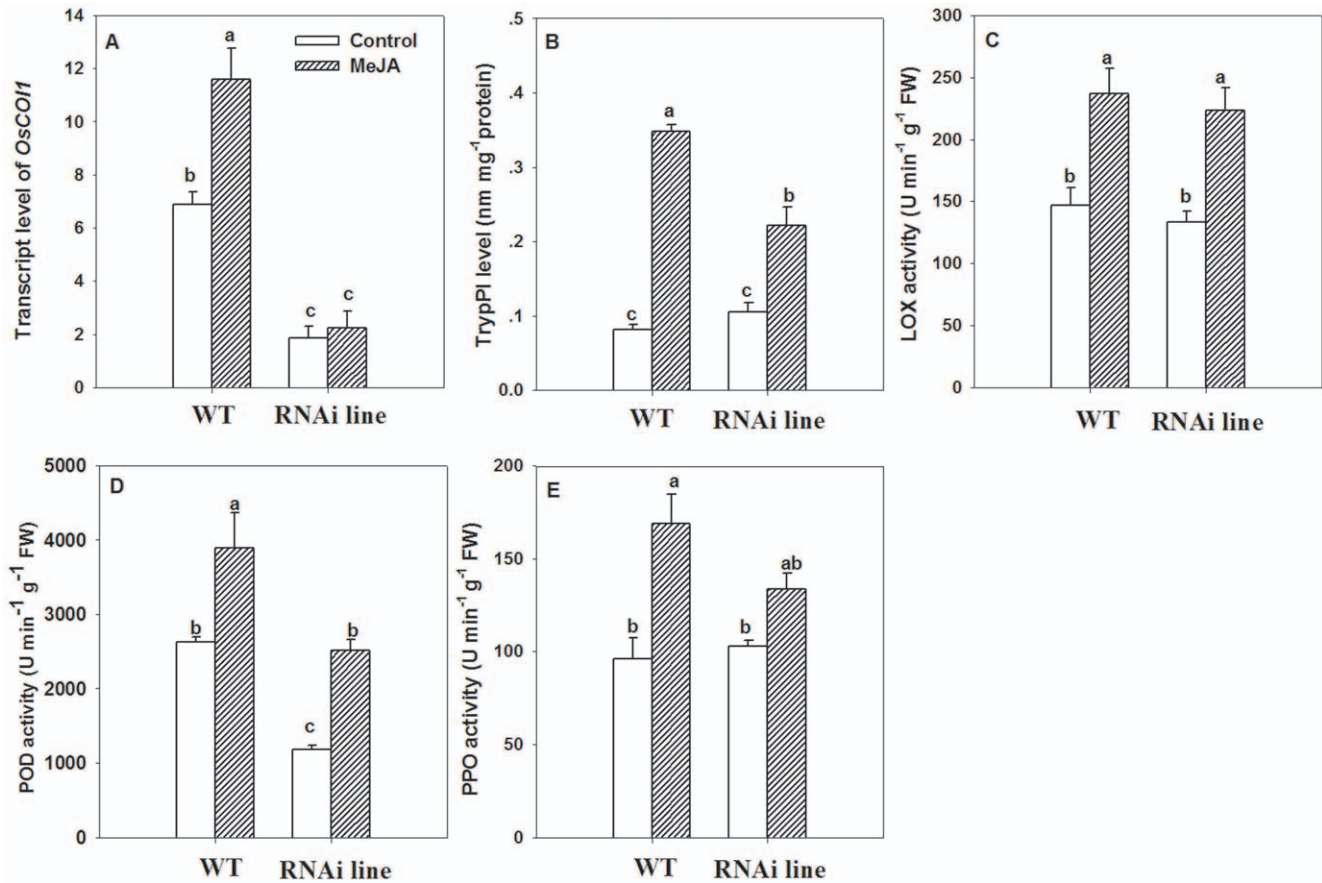 A
Control
MeJA
Transcript level of OsCOI1
14
12
10
8
6
4
2
0
b
a
c
c
WT
RNAi line
B
TrypPI level (nm mg-1protein)
.5
.4
.3
.2
.1
0.0
c
a
c
b
WT
RNAi line
C
LOX activity (U min-1 g-1 FW)
300
250
200
150
100
50
0
b
a
b
a
WT
RNAi line
D
POD activity (U min-1 g-1 FW)
5000
4000
3000
2000
1000
0
b
a
c
b
WT
RNAi line
E
PPO activity (U min-1 g-1 FW)
200
150
100
50
0
b
a
b
ab
WT
RNAi line